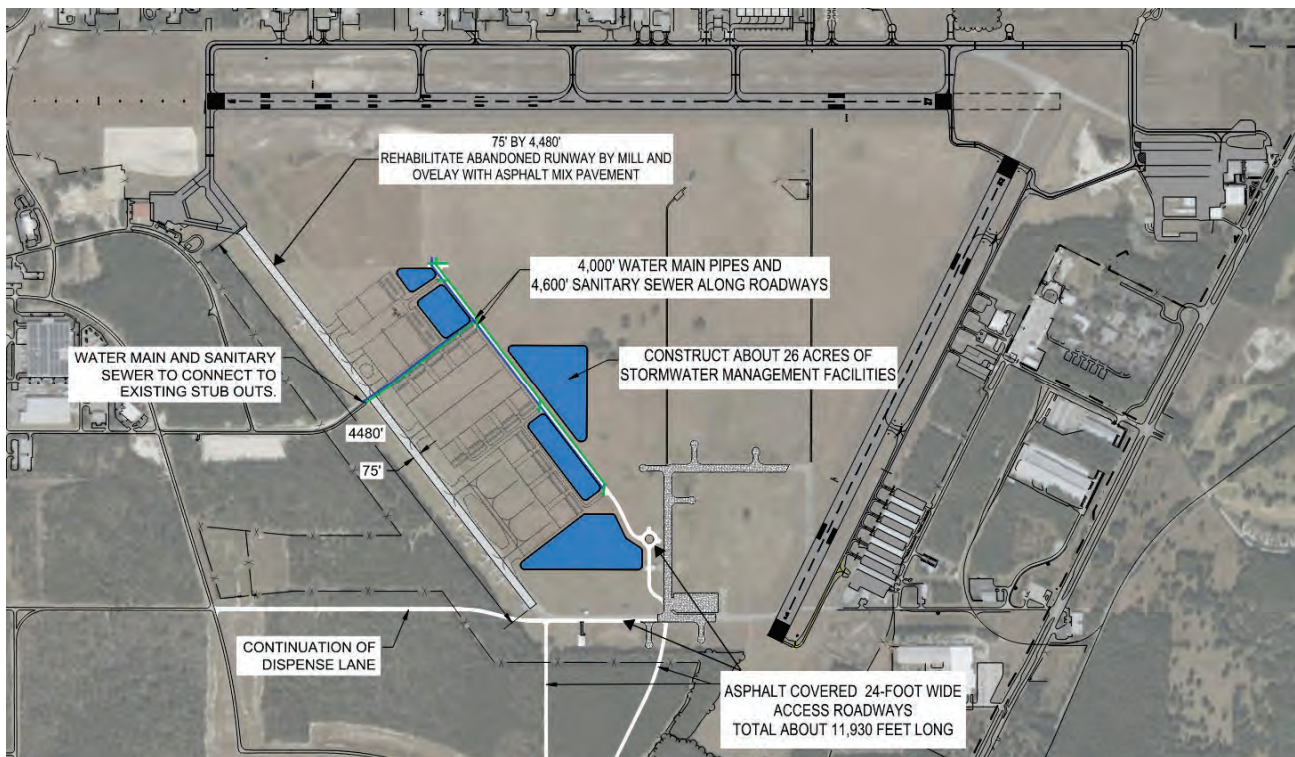 75' BY 4,480'
REHABILITATE ABANDONED RUNWAY BY MILL AND
OVELAY WITH ASPHALT MIX PAVEMENT
4,000' WATER MAIN PIPES AND
4,600' SANITARY SEWER ALONG ROADWAYS
WATER MAIN AND SANITARY
SEWER TO CONNECT TO
EXISTING STUB OUTS.
CONSTRUCT ABOUT 26 ACRES OF
STORMWATER MANAGEMENT FACILITIES
4480'
75'
CONTINUATION OF
DISPENSE LANE
ASPHALT COVERED 24-FOOT WIDE
ACCESS ROADWAYS
TOTAL ABOUT 11,930 FEET LONG